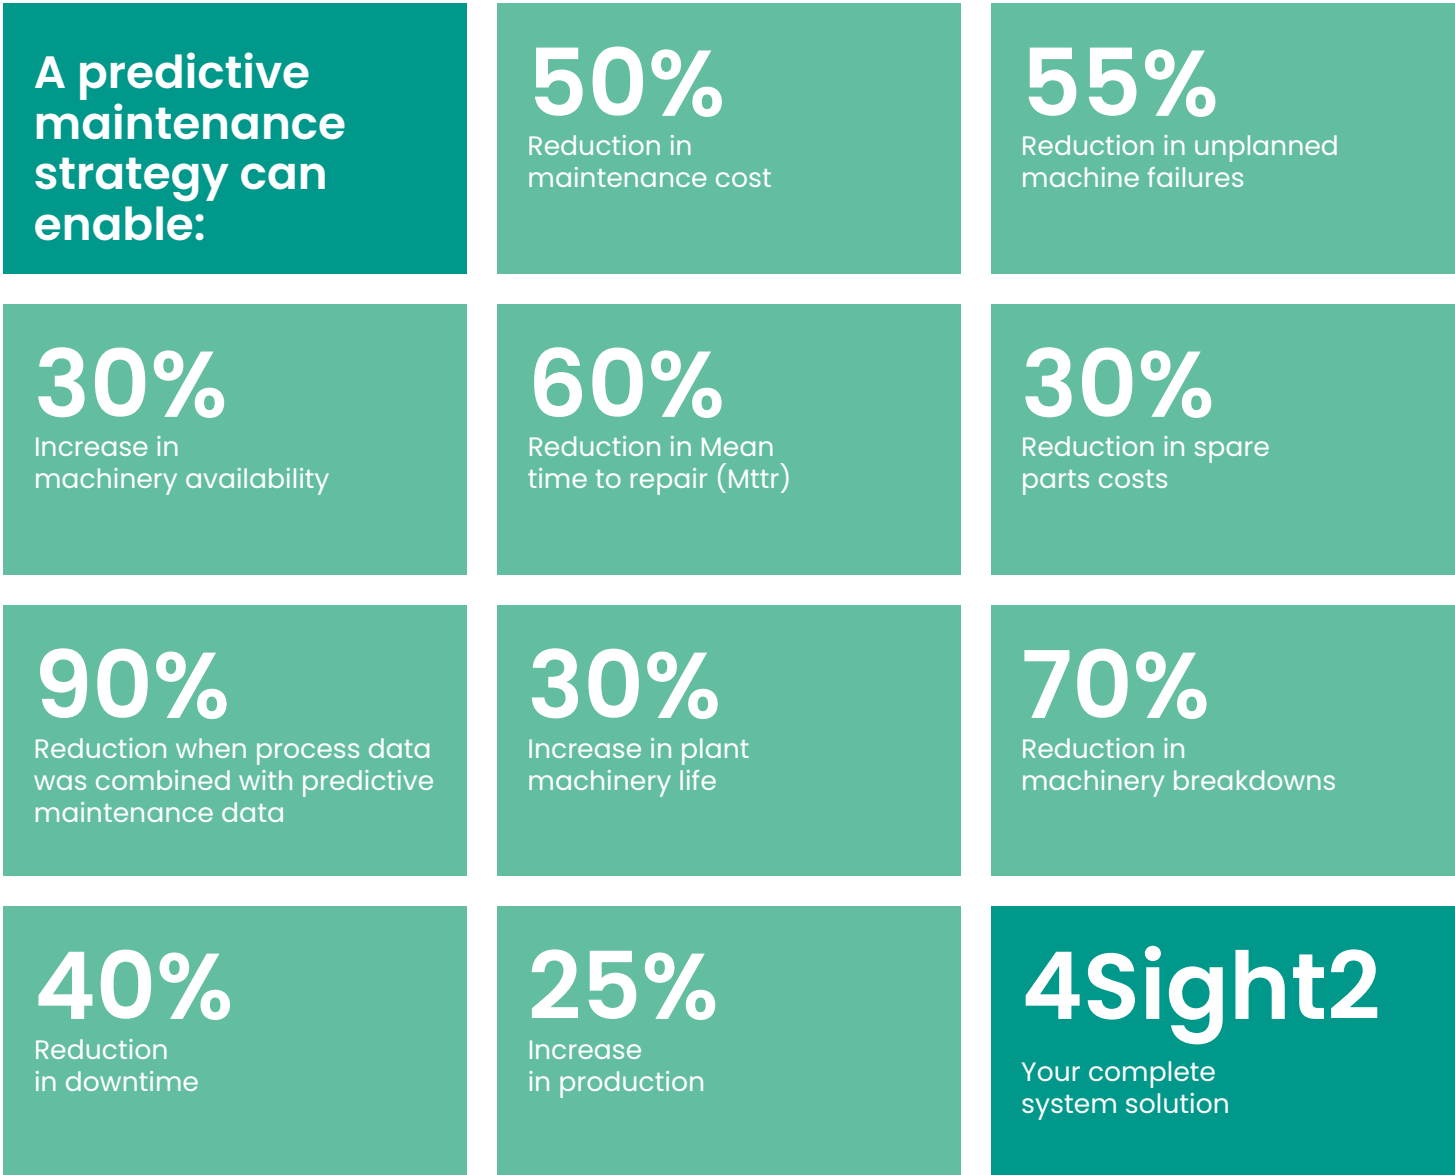 A predictive
maintenance
strategy can
enable:
50%
Reduction in
maintenance cost
55%
Reduction in unplanned
machine failures
30%
Increase in
machinery availability
60%
Reduction in Mean
time to repair (Mttr)
30%
Reduction in spare
parts costs
90%
Reduction when process data
was combined with predictive
maintenance data
30%
Increase in plant
machinery life
70%
Reduction in
machinery breakdowns
40%
Reduction
in downtime
25%
Increase
in production
4Sight2
Your complete
system solution